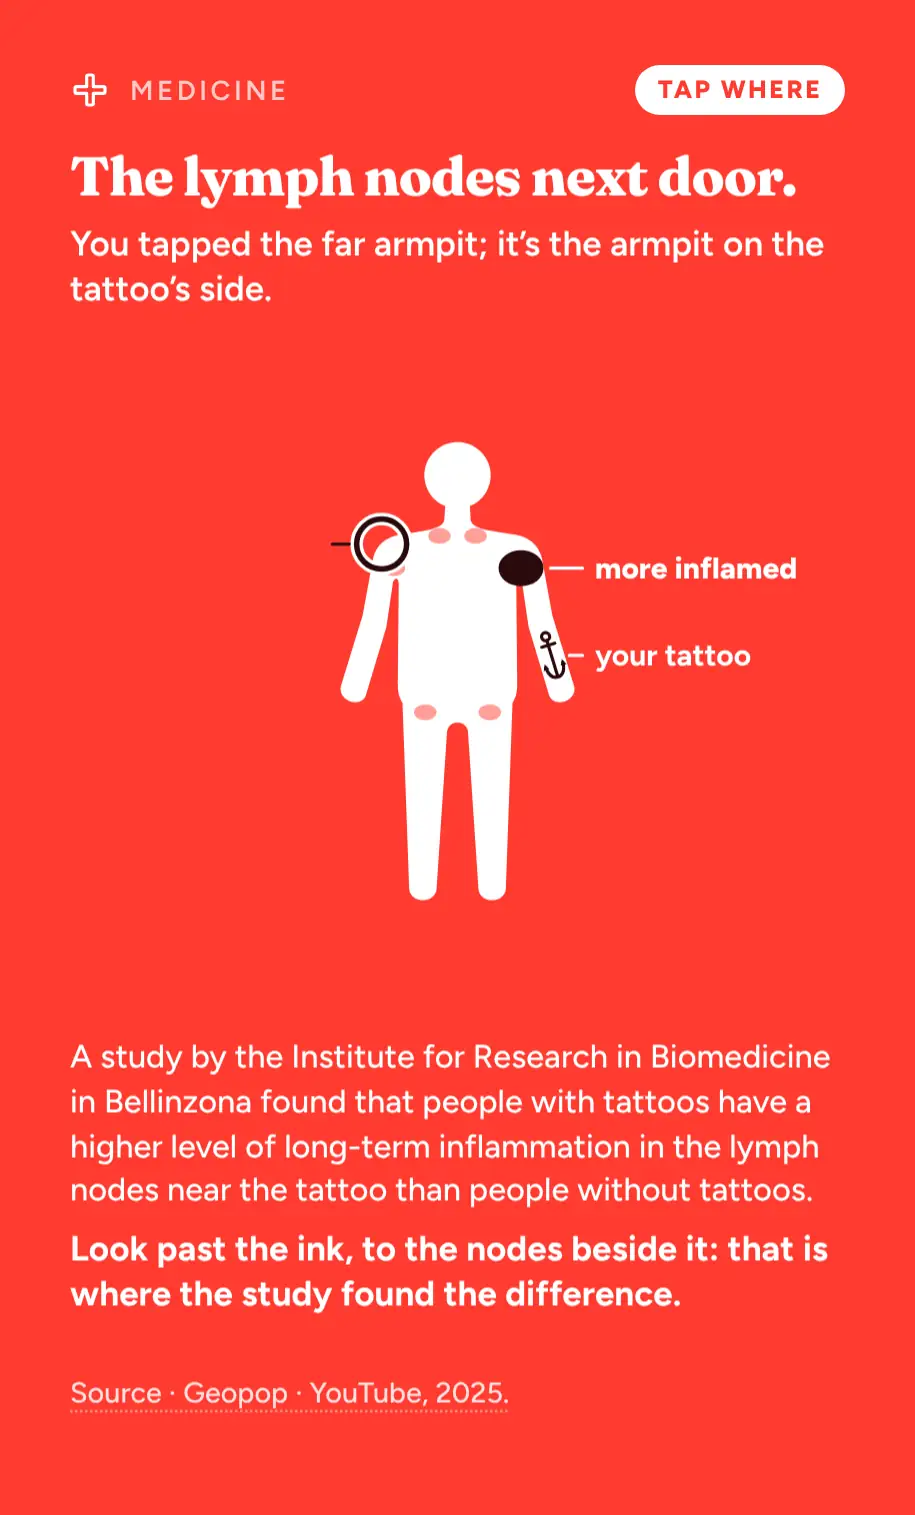 MEDICINE
TAP WHERE
The lymph nodes next door.
You tapped the far armpit; it’s the armpit on the
tattoo’s side.
more inflamed
your tattoo
A study by the Institute for Research in Biomedicine
in Bellinzona found that people with tattoos have a
higher level of long-term inflammation in the lymph
nodes near the tattoo than people without tattoos.
Look past the ink, to the nodes beside it: that is
where the study found the difference.
Source · Geopop · YouTube, 2025.